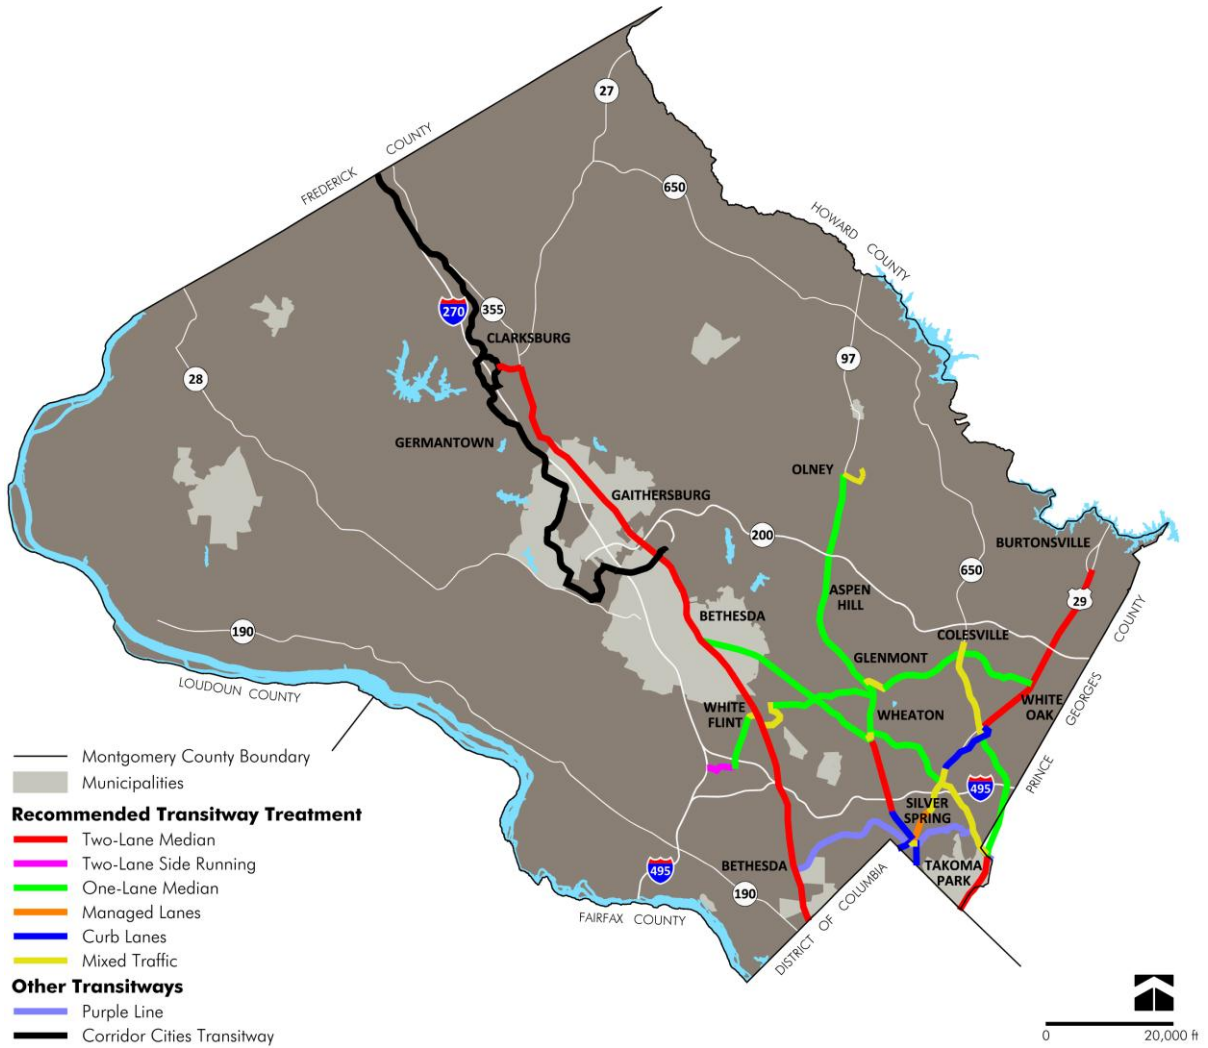 27
FREDERICK COUNTY
650
HOWARD COUNTY
270
355
CLARKSBURG
97
28
GERMANTOWN
OLNEY
GAITHERSBURG
200
BURTONSVILLE
650
ASPEN
HILL
29
BETHESDA
COLESVILLE
190
GLENMONT
PRINCE GEORGE'S COUNTY
LOUDOUN COUNTY
WHITE
FLINT
WHEATON
WHITE
OAK
495
SILVER
SPRING
BETHESDA
TAKOMA
PARK
495
190
FAIRFAX COUNTY
DISTRICT OF COLUMBIA
Montgomery County Boundary
Municipalities
Recommended Transitway Treatment
Two-Lane Median
Two-Lane Side Running
One-Lane Median
Managed Lanes
Curb Lanes
Mixed Traffic
Other Transitways
Purple Line
Corridor Cities Transitway
0 20,000 ft